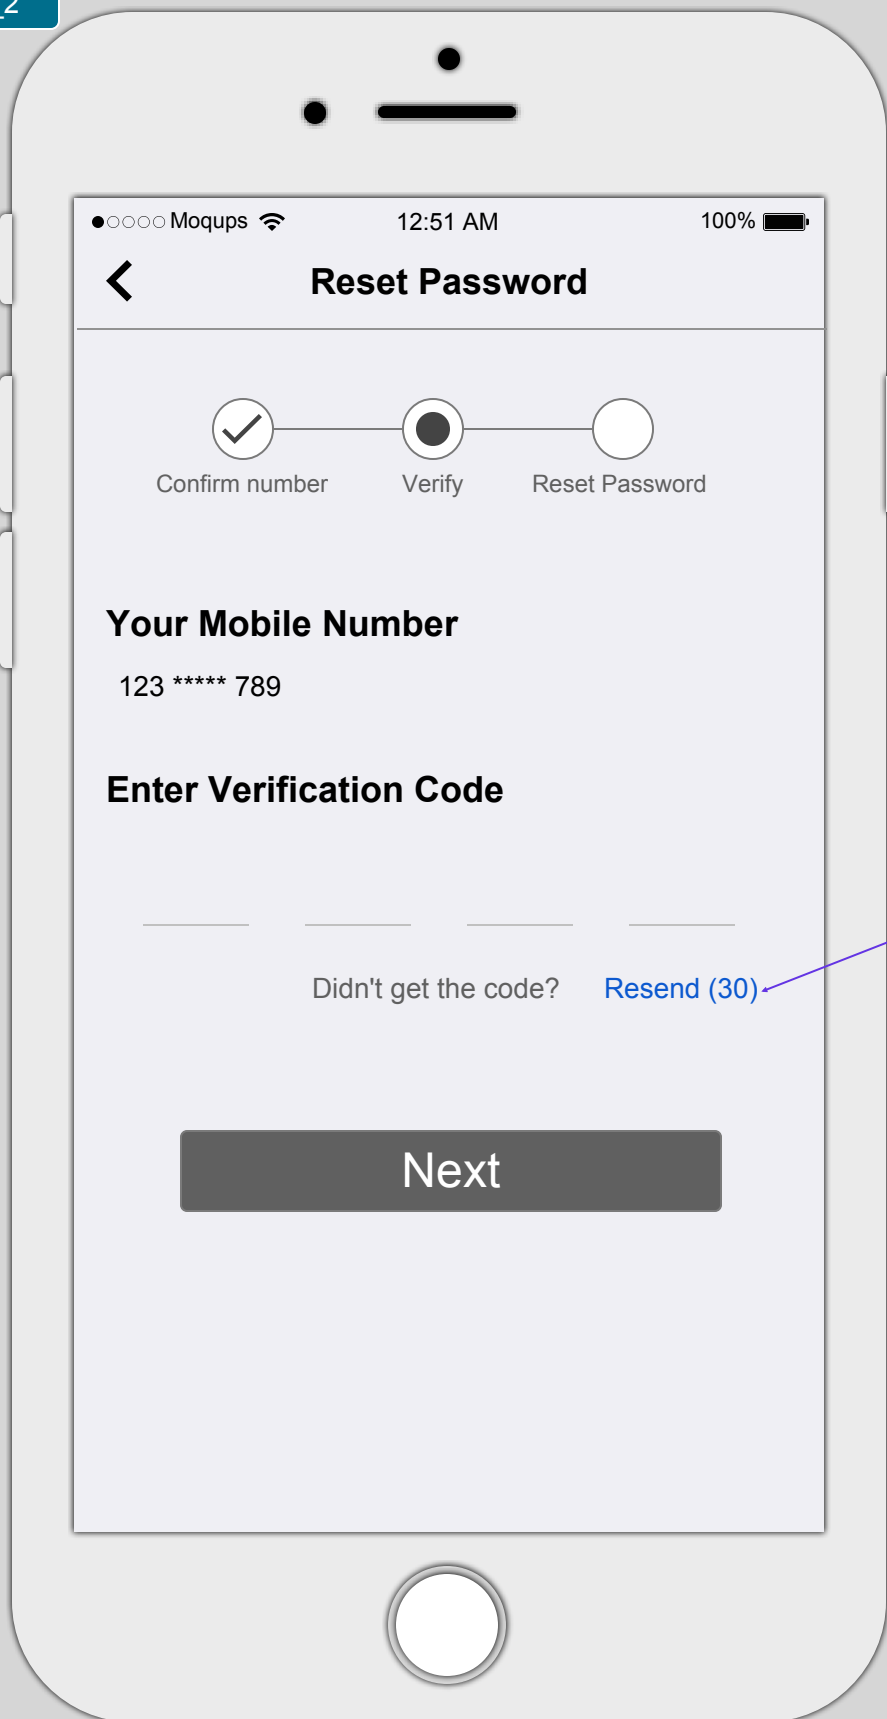 _2
Moqups 12:51 AM 100%
Reset Password
Confirm number Verify Reset Password
Your Mobile Number
123 ***** 789
Enter Verification Code
Didn't get the code? Resend (30)
Next